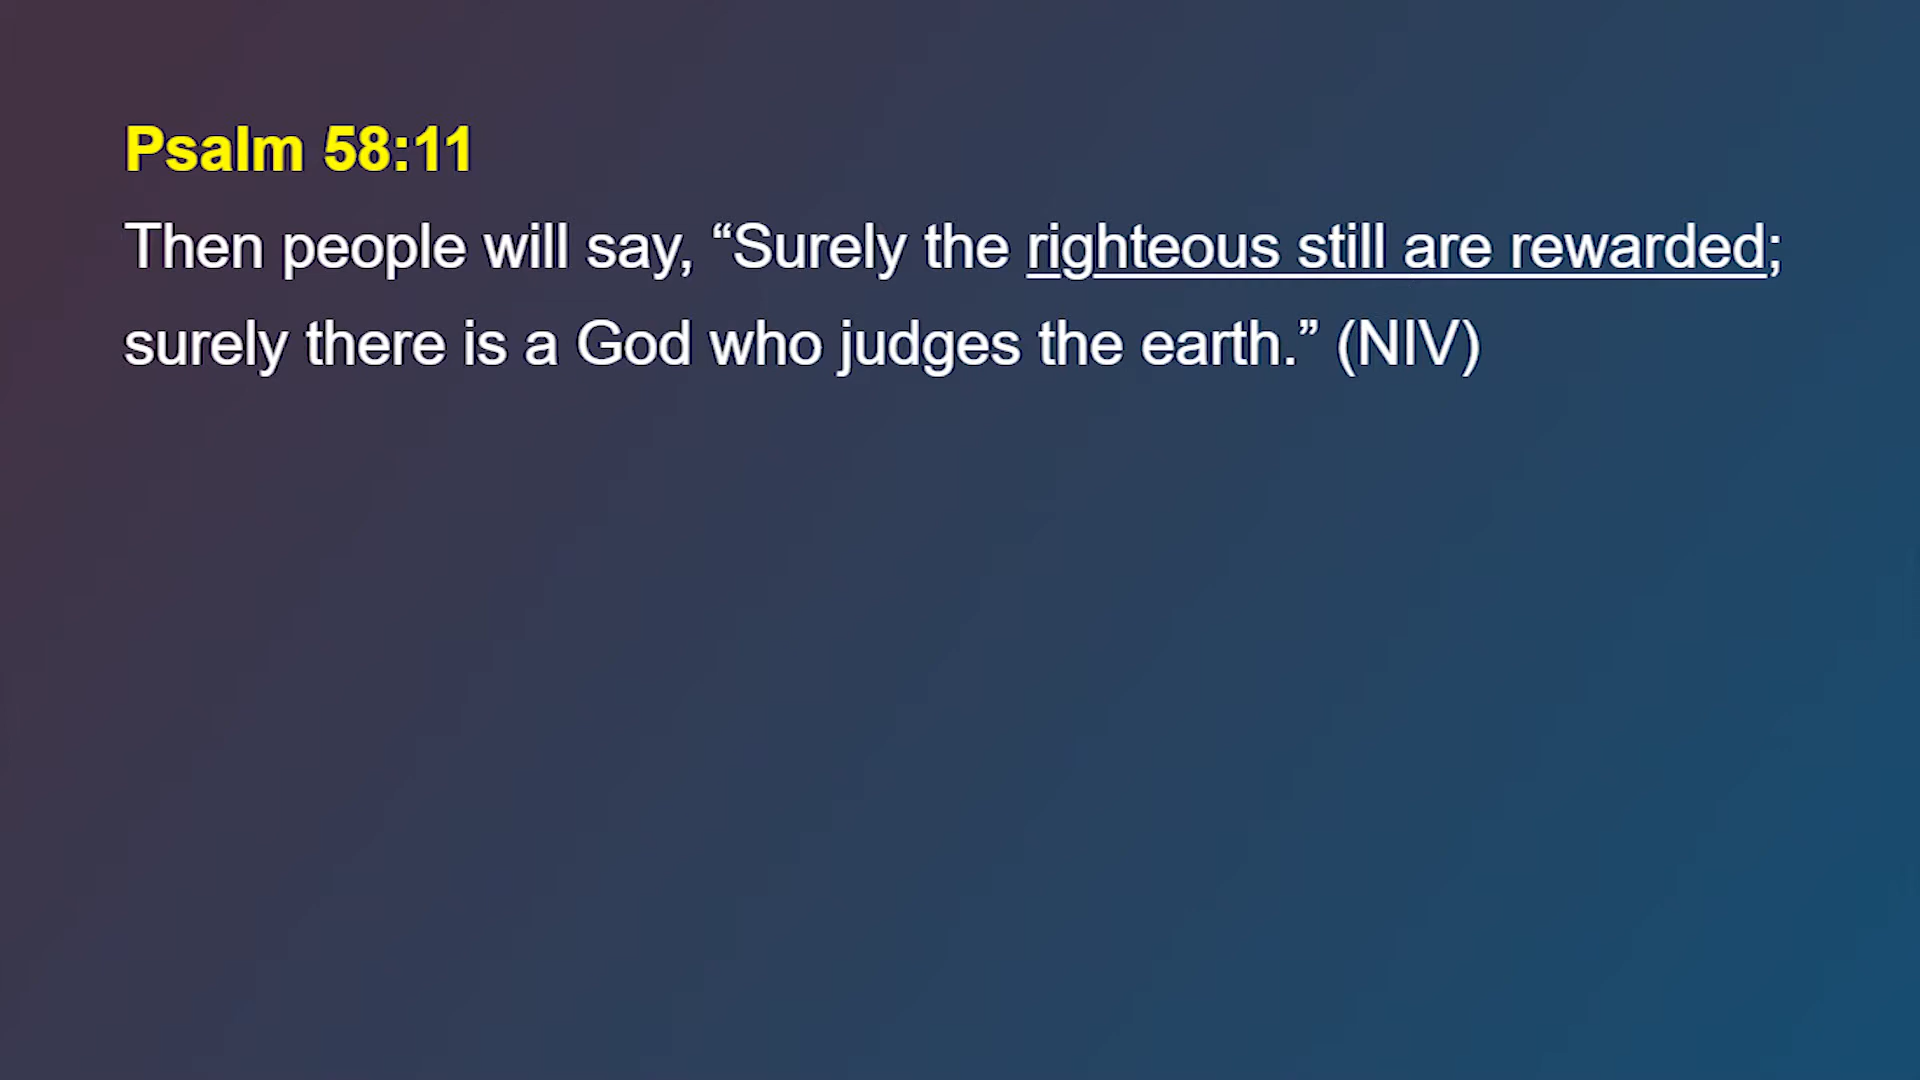 Psalm 58:11
Then people will say, “Surely the righteous still are rewarded;
surely there is a God who judges the earth.” (NIV)